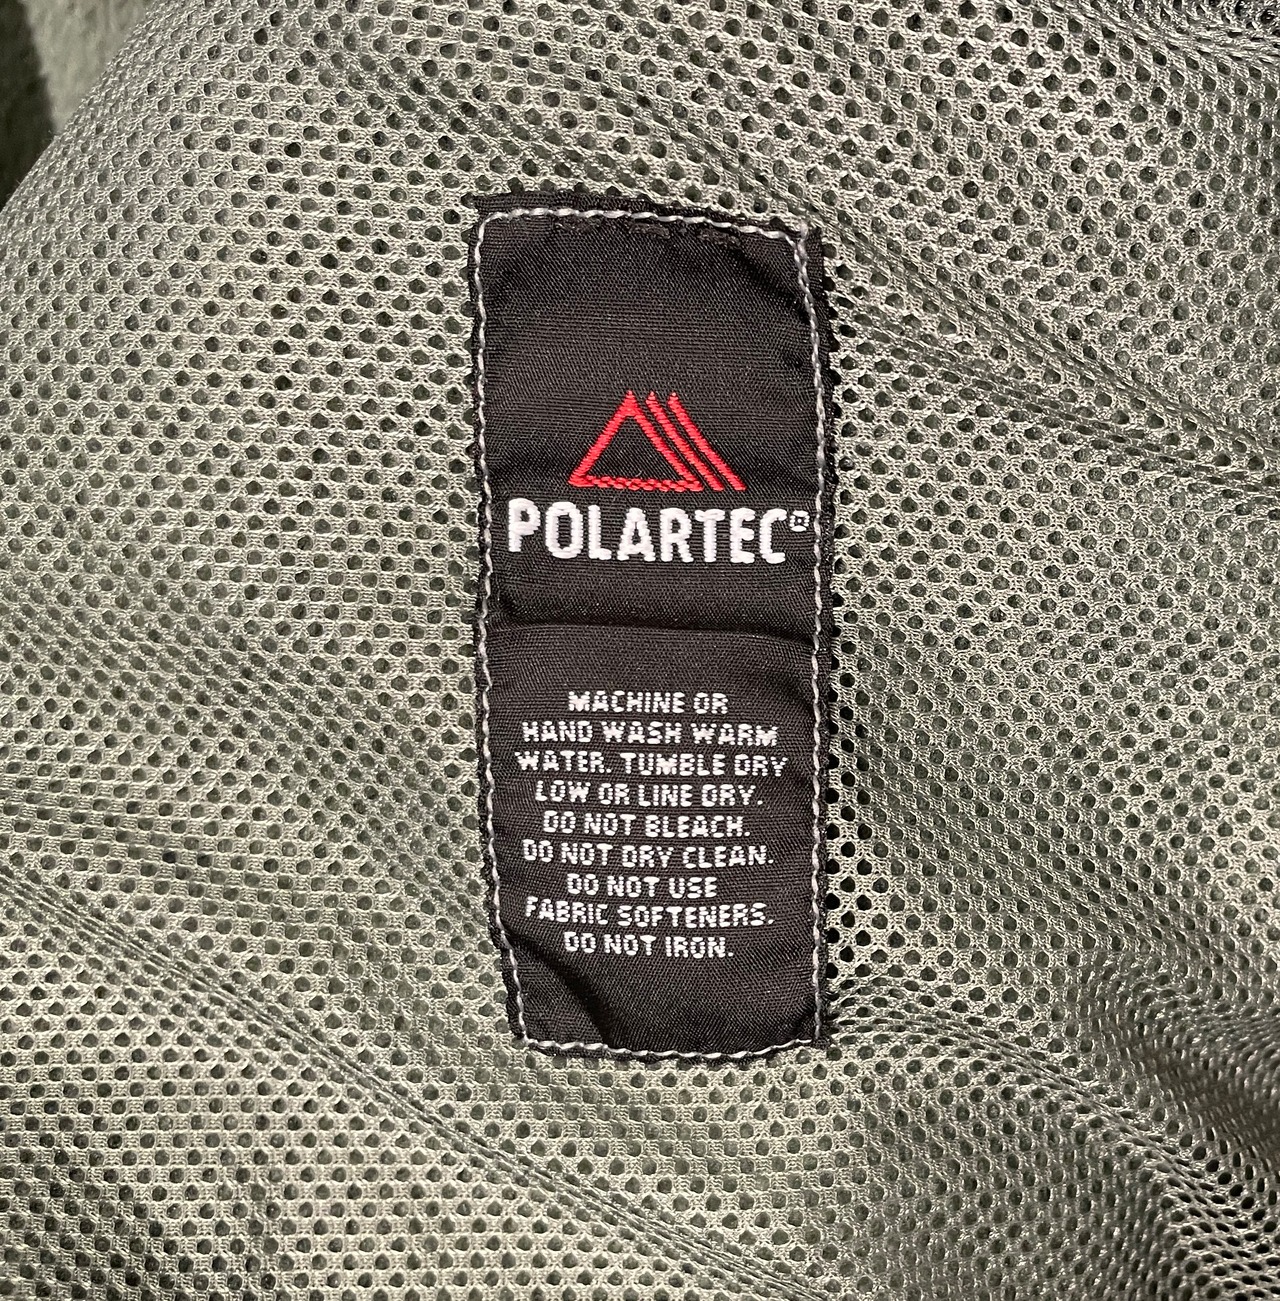 POLARTEC®
MACHINE OR
HAND WASH WARM
WATER. TUMBLE DRY
LOW OR LINE DRY.
DO NOT BLEACH.
DO NOT DRY CLEAN.
DO NOT USE
FABRIC SOFTENERS.
DO NOT IRON.